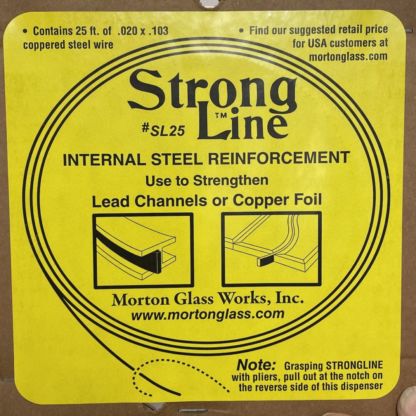 • Contains 25 ft. of .020 x .103
coppered steel wire
• Find our suggested retail price
for USA customers at
mortonglass.com
Strong
Line™
#SL25
INTERNAL STEEL REINFORCEMENT
Use to Strengthen
Lead Channels or Copper Foil
Morton Glass Works, Inc.
www.mortonglass.com
Note: Grasping STRONGLINE
with pliers, pull out at the notch on
the reverse side of this dispenser